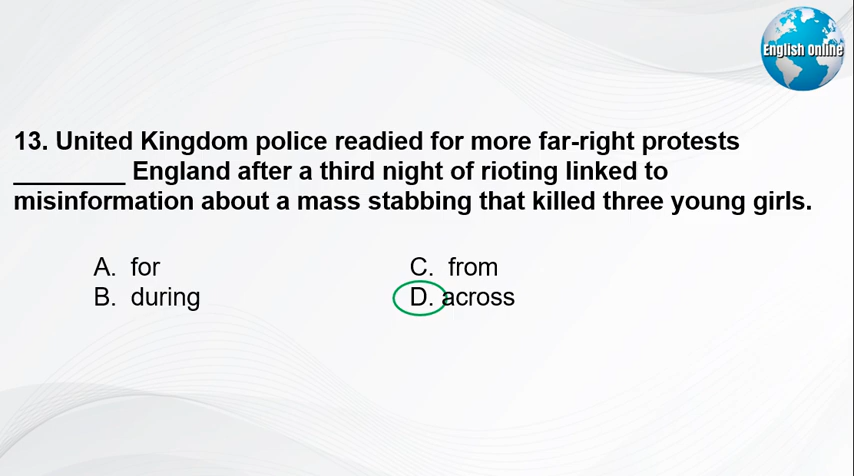 English Online
13. United Kingdom police readied for more far-right protests
________ England after a third night of rioting linked to
misinformation about a mass stabbing that killed three young girls.
A. for
B. during
C. from
D. across